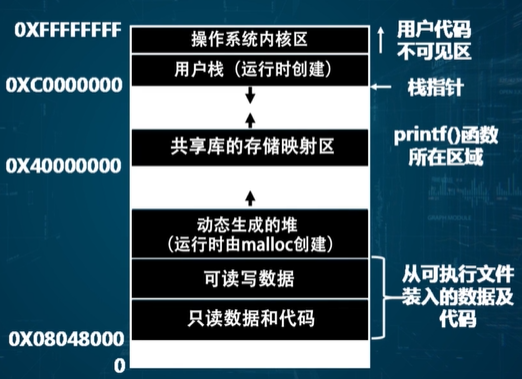 0XFFFFFFFF
操作系统内核区
用户代码
不可见区
用户栈（运行时创建）
0XC0000000
栈指针
共享库的存储映射区
printf()函数
所在区域
0X40000000
动态生成的堆
（运行时由malloc创建）
可读写数据
从可执行文件
装入的数据及
代码
只读数据和代码
0X08048000
0